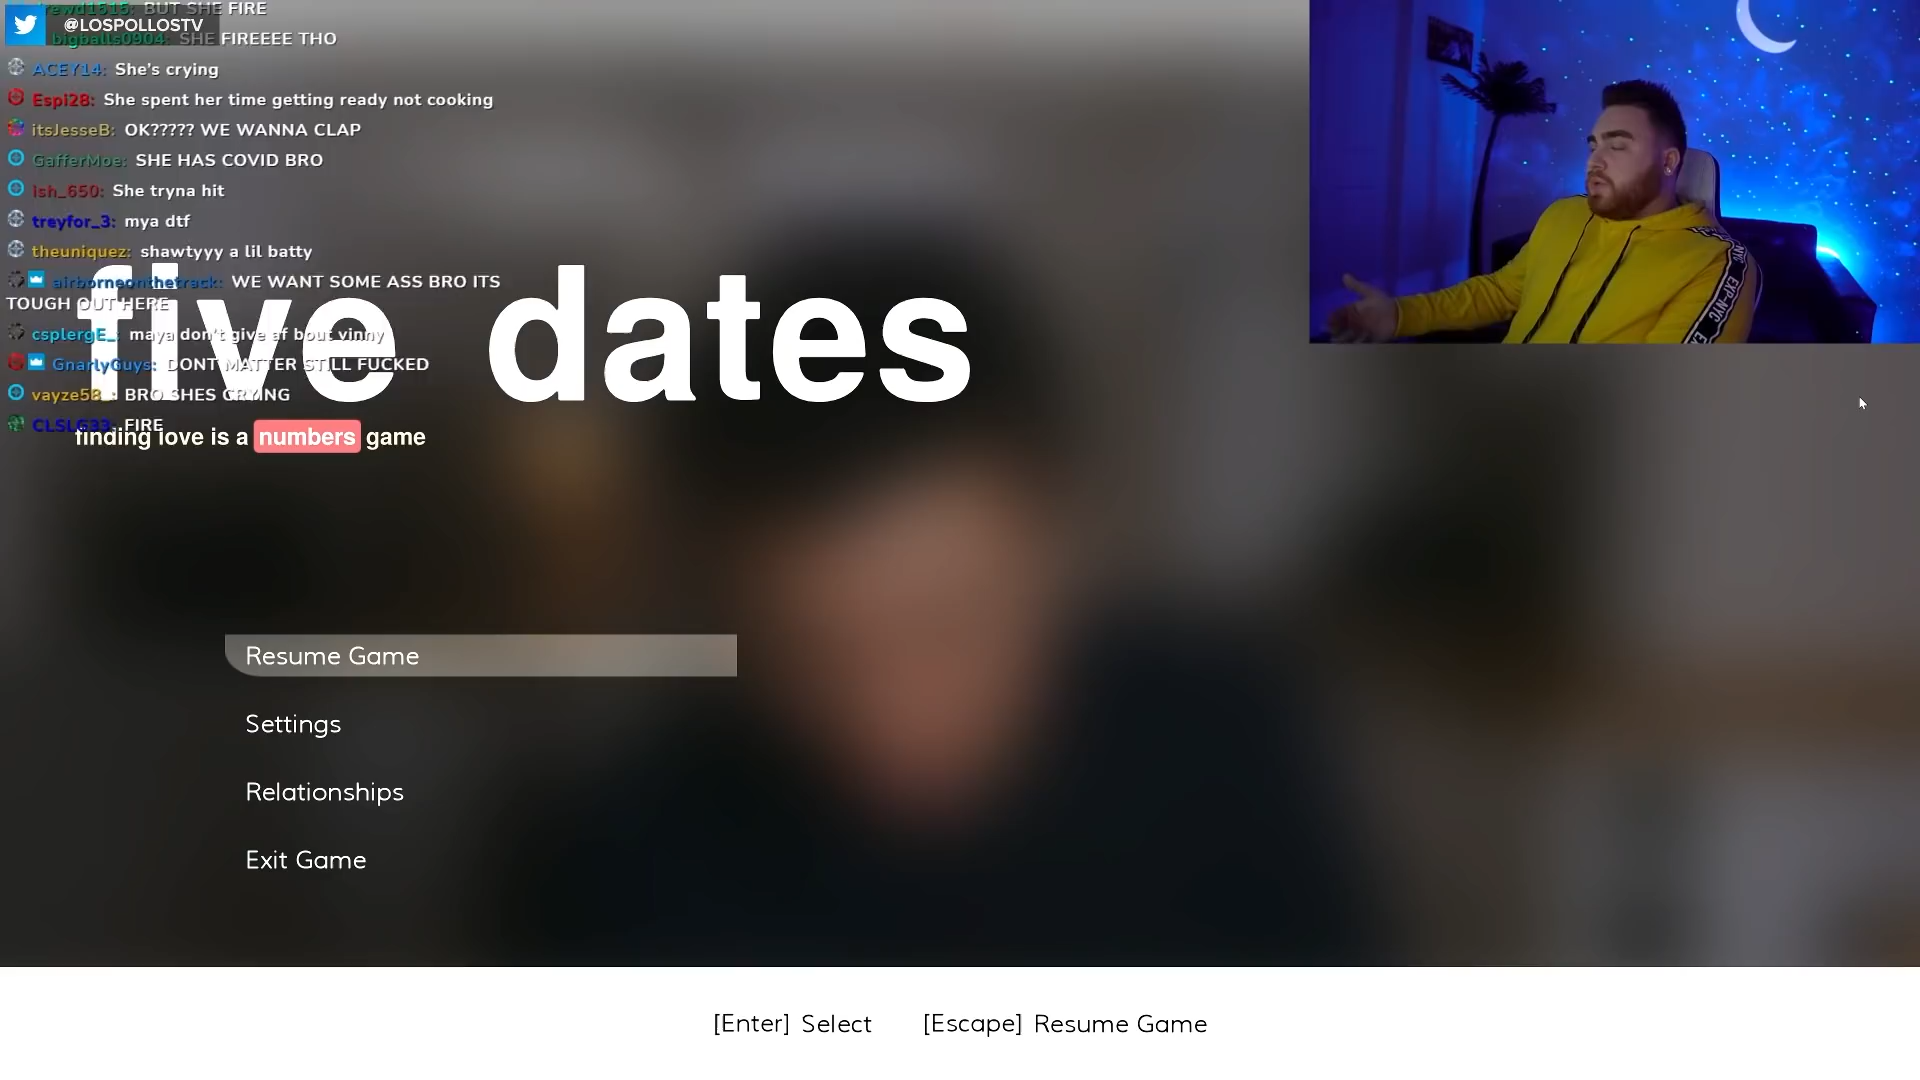 drewd1515: BUT SHE FIRE
@LOSPOLLOSTV
bigballs0904: SHE FIREEEE THO
ACEY14: She's crying
Espi28: She spent her time getting ready not cooking
itsJesseB: OK????? WE WANNA CLAP
GafferMoe: SHE HAS COVID BRO
ish_650: She tryna hit
treyfor_3: mya dtf
theuniquez: shawtyyy a lil batty
airborneonthetrack: WE WANT SOME ASS BRO ITS
TOUGH OUT HERE
five dates
csplergE_: maya don't give af bout vinny
GnarlyGuys: DONT MATTER STILL FUCKED
BRO SHES CRYING
FIRE
finding love is a numbers game
EXP-NYC
Resume Game
Settings
Relationships
Exit Game
[Enter] Select [Escape] Resume Game